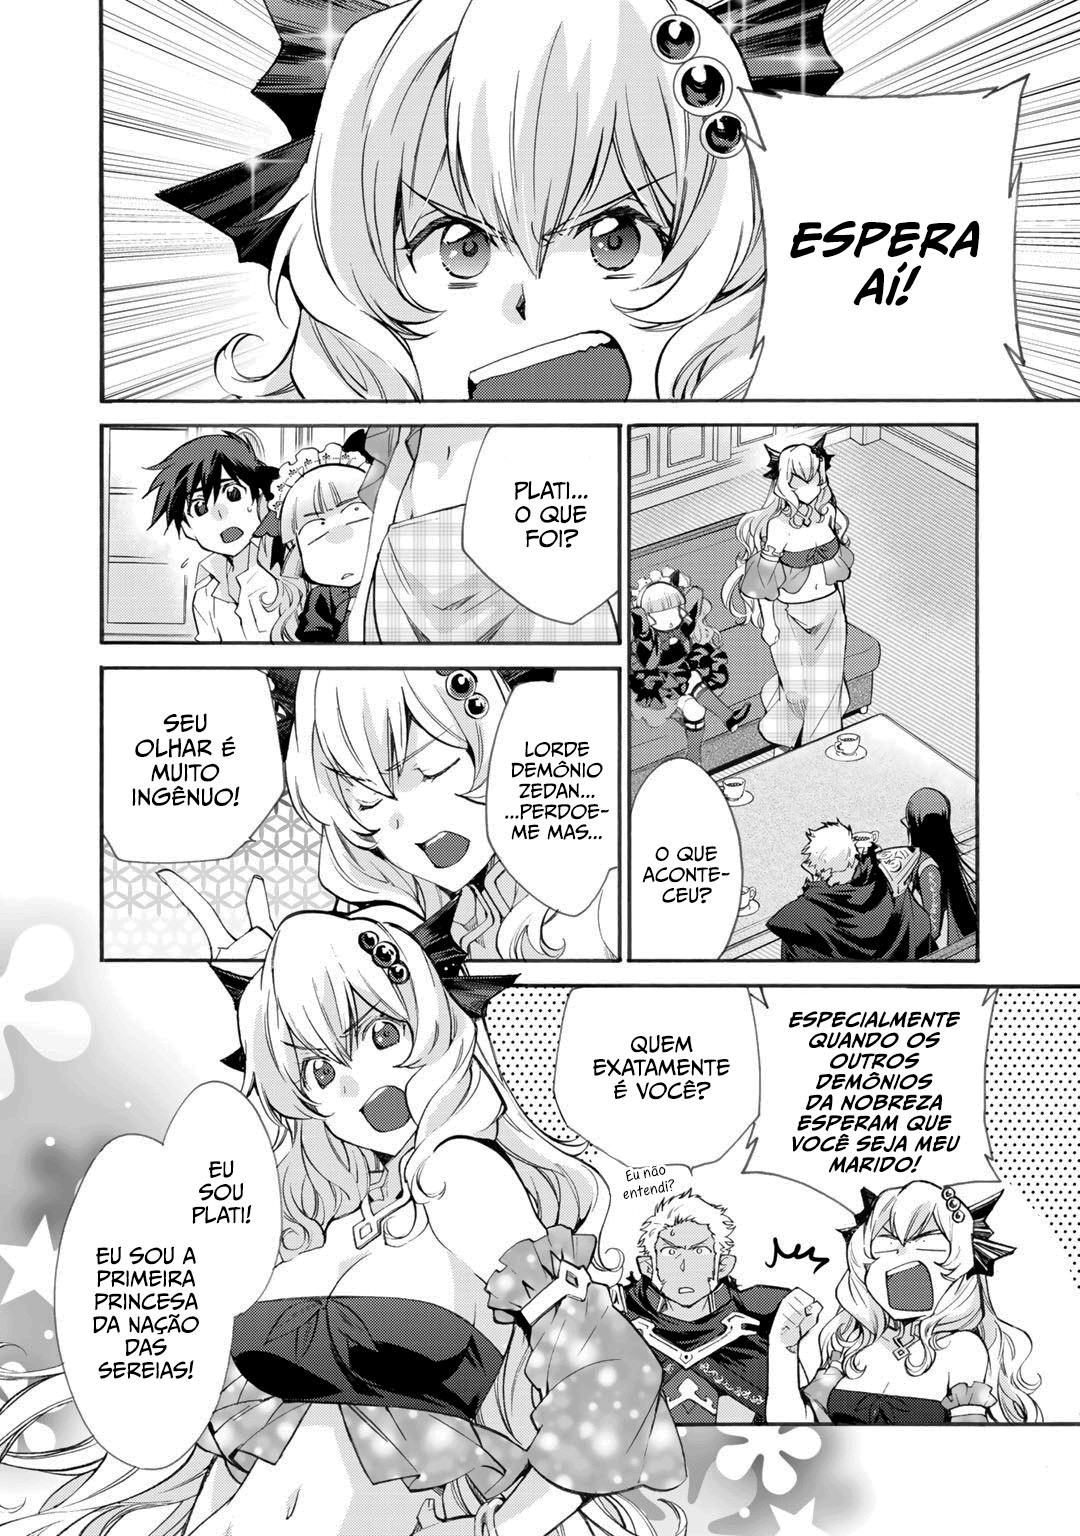 ESPERA
AÍ!
PLATI...
O QUE
FOI?
O QUE
ACONTE-
CEU?
LORDE
DEMÔNIO
ZEDAN...
...PERDOE-
ME MAS...
SEU
OLHAR É
MUITO
INGÊNUO!
ESPECIALMENTE
QUANDO OS
OUTROS
DEMÔNIOS
DA NOBREZA
ESPERAM QUE
VOCÊ SEJA MEU
MARIDO!
QUEM
EXATAMENTE
É VOCÊ?
Eu não
entendi?
EU
SOU
PLATI!
EU SOU A
PRIMEIRA
PRINCESA
DA NAÇÃO
DAS
SEREIAS!